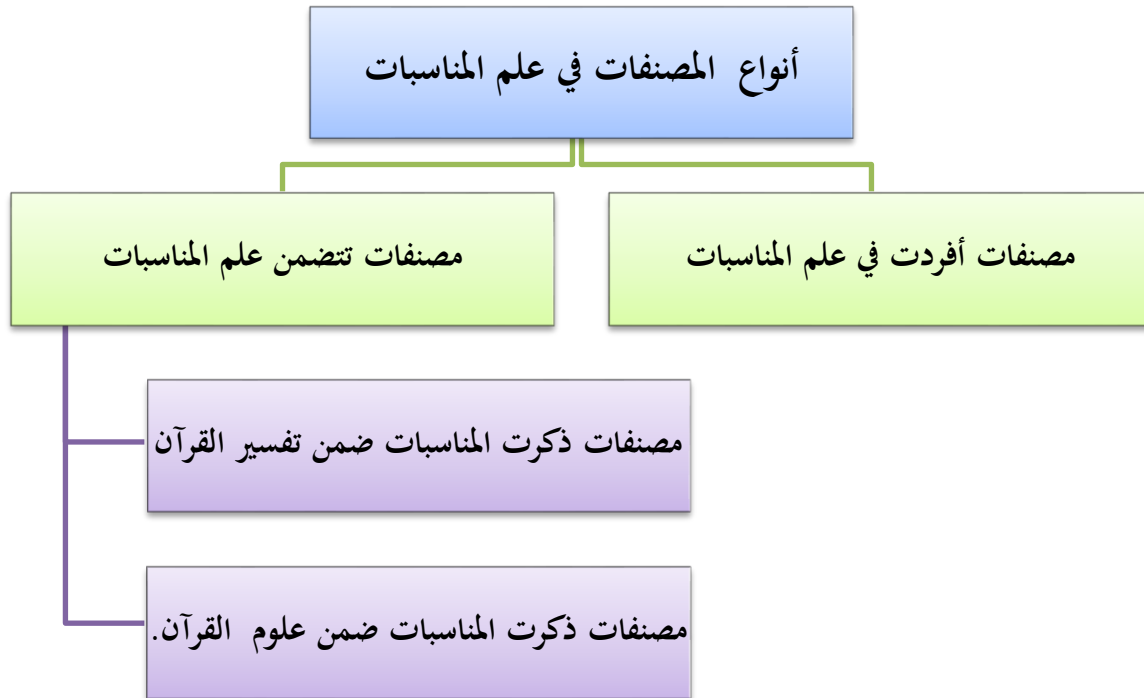 أنواع المصنفات في علم المناسبات
مصنفات أفردت في علم المناسبات
مصنفات تتضمن علم المناسبات
مصنفات ذكرت المناسبات ضمن تفسير القرآن
مصنفات ذكرت المناسبات ضمن علوم القرآن.